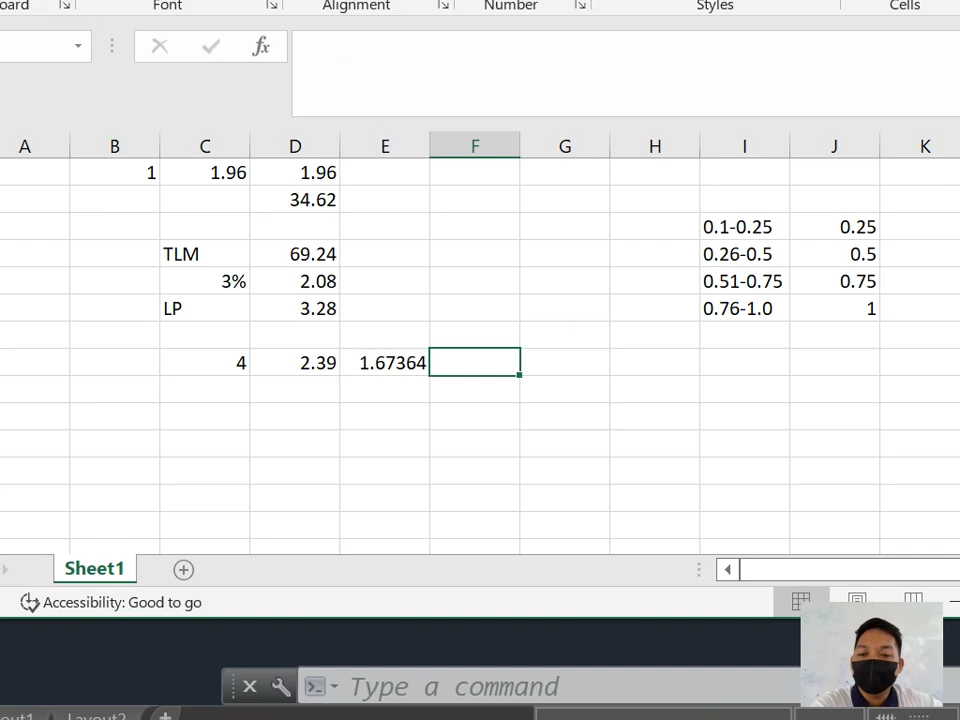 oard
Font
Alignment
Number
Styles
Cells
fx
A B C D E F G H I J K
1 1.96 1.96
34.62
0.1-0.25 0.25
TLM 69.24 0.26-0.5 0.5
3% 2.08 0.51-0.75 0.75
LP 3.28 0.76-1.0 1
4 2.39 1.67364
Sheet1
Accessibility: Good to go
Type a command
out1 Layout2